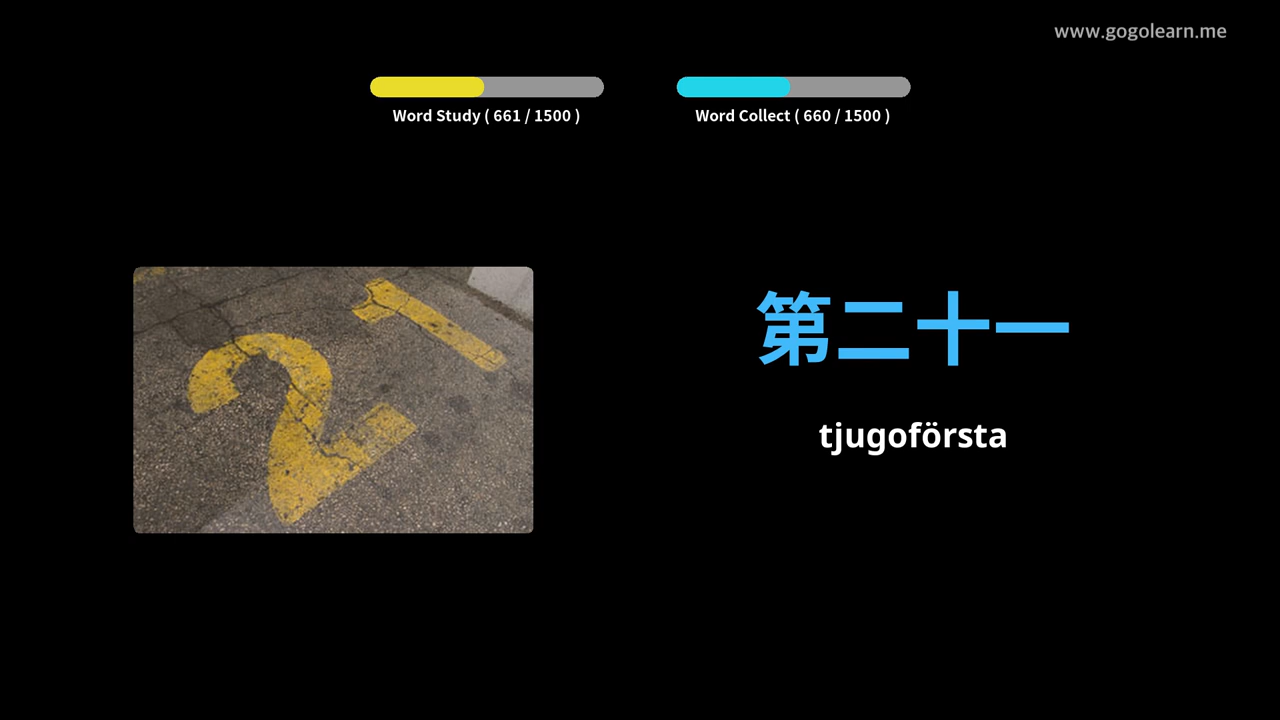 www.gogolearn.me
Word Study ( 661 / 1500 )
Word Collect ( 660 / 1500 )
21
第二十一
tjugoförsta